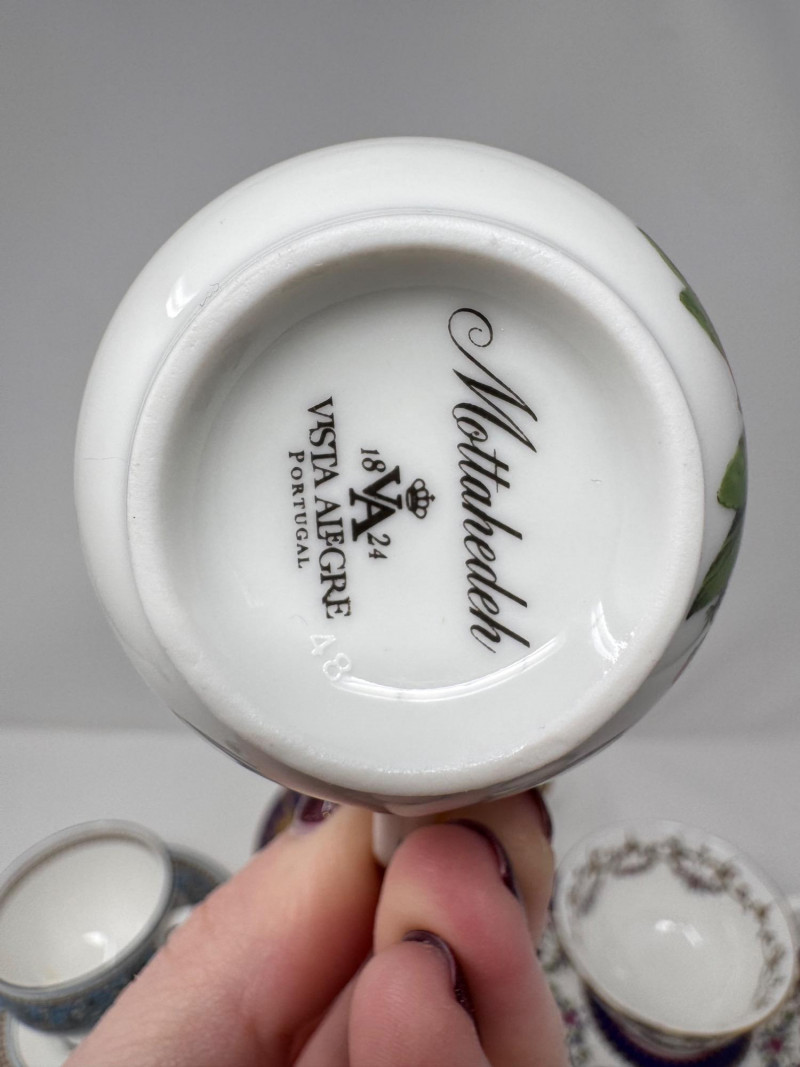 Mottahedeh
18 VA 24
VISTA ALEGRE
PORTUGAL
48